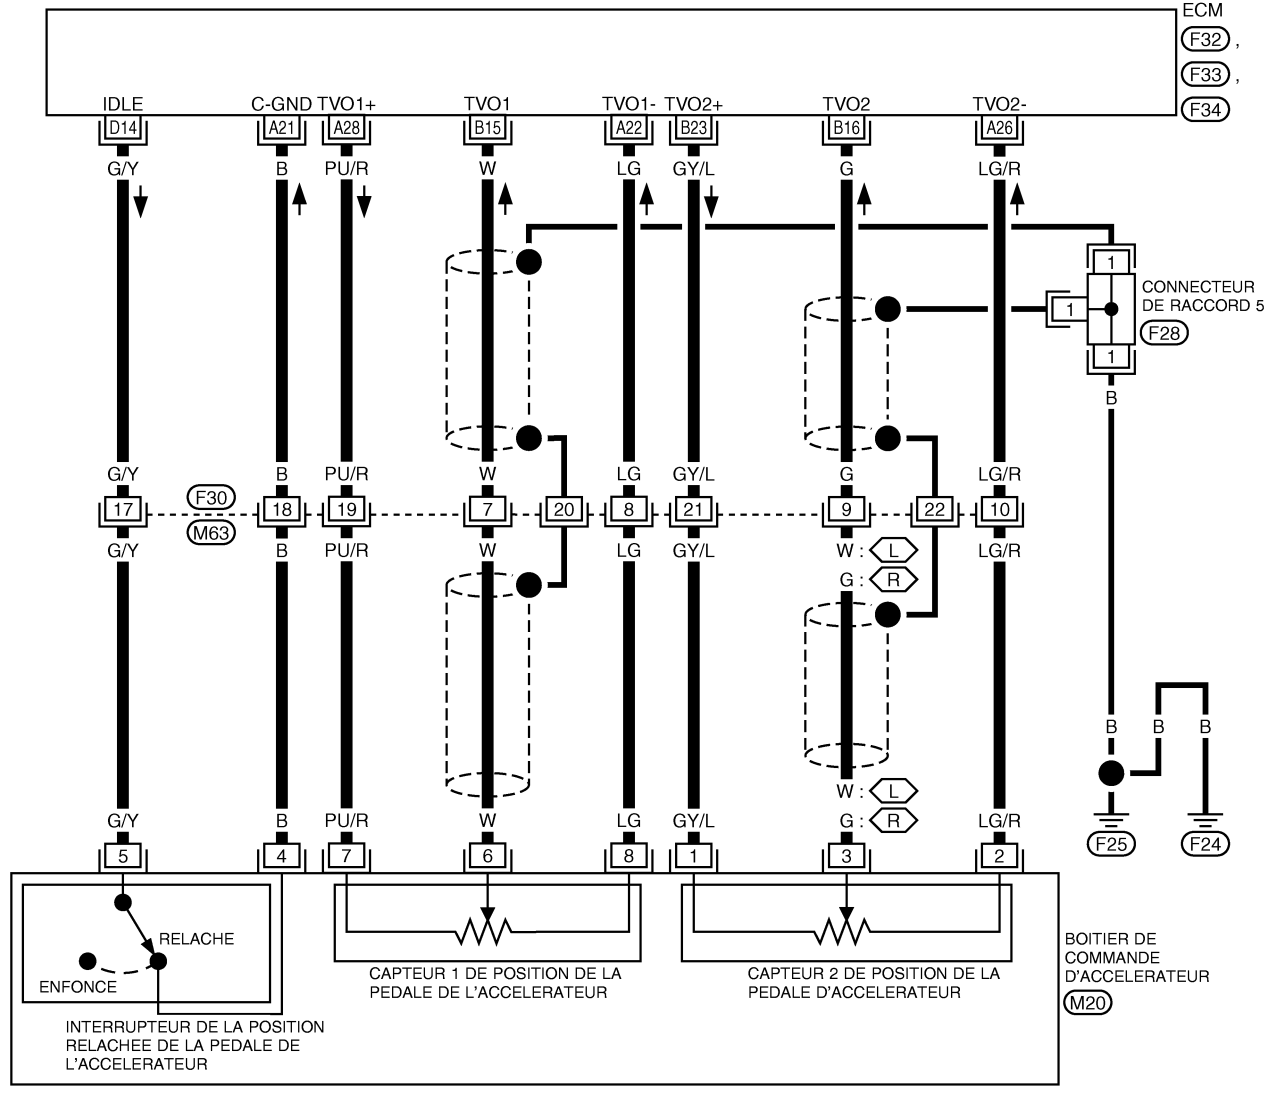 ECM
F32 ,
F33 ,
F34
IDLE C-GND TVO1+ TVO1 TVO1- TVO2+ TVO2 TVO2-
D14 A21 A28 B15 A22 B23 B16 A26
G/Y B PU/R W LG GY/L G LG/R
1
CONNECTEUR
DE RACCORD 5
1
F28
1
B
G/Y B PU/R W LG GY/L G LG/R
F30
17 18 19 7 20 8 21 9 22 10
M63
G/Y B PU/R W LG GY/L W : L LG/R
G : R
B B B
W : L
G/Y B PU/R W LG GY/L G : R LG/R
F25 F24
5 4 7 6 8 1 3 2
RELACHE
ENFONCE
CAPTEUR 1 DE POSITION DE LA
PEDALE DE L'ACCELERATEUR
CAPTEUR 2 DE POSITION DE LA
PEDALE D'ACCELERATEUR
BOITIER DE
COMMANDE
D'ACCELERATEUR
M20
INTERRUPTEUR DE LA POSITION
RELACHEE DE LA PEDALE DE
L'ACCELERATEUR